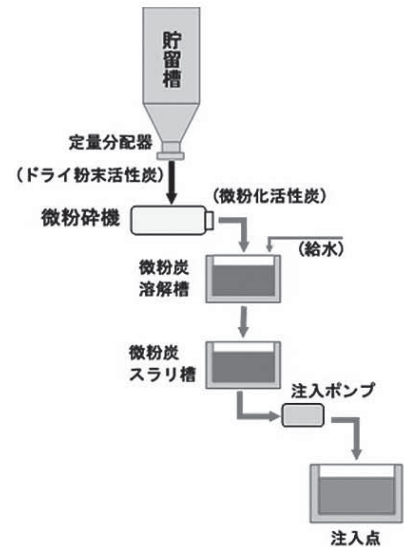 貯留槽
定量分配器
(ドライ粉末活性炭)
(微粉化活性炭)
微粉砕機
(給水)
微粉炭
溶解槽
微粉炭
スラリ槽
注入ポンプ
注入点